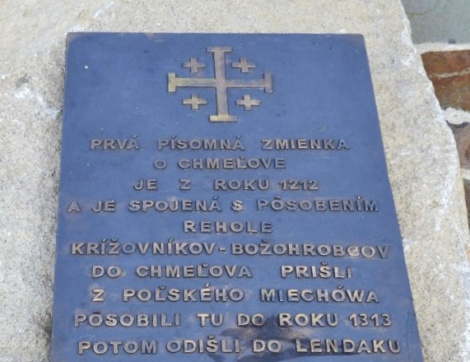 PRVÁ PÍSOMNÁ ZMIENKA
O CHMEĽOVE
JE Z ROKU 1212
A JE SPOJENÁ S PÔSOBENÍM
REHOLE
KRÍŽOVNÍKOV-BOŽOHROBCOV
DO CHMEĽOVA PRIŠLI
Z POĽSKÉHO MIECHÓWA
PÔSOBILI TU DO ROKU 1313
POTOM ODIŠLI DO LENDAKU